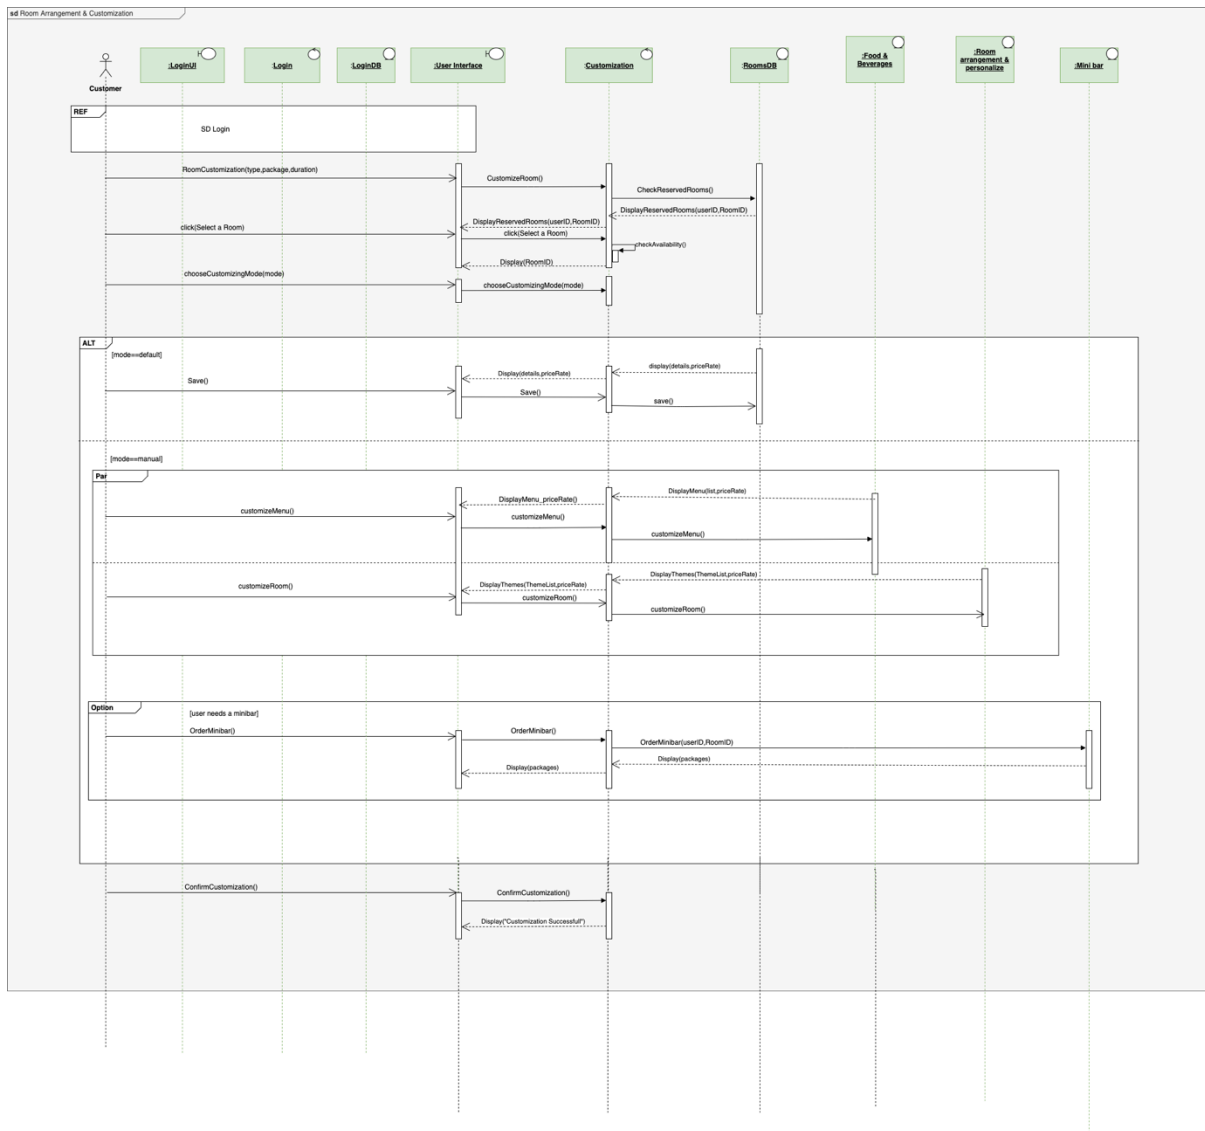 sd Room Arrangement & Customization
:LoginUI
:Login
:LoginDB
:User Interface
:Customization
:RoomsDB
:Food &
Beverages
:Room
arrangement &
personalize
:Mini bar
Customer
REF
SD Login
RoomCustomization(type,package,duration)
CustomizeRoom()
CheckReservedRooms()
DisplayReservedRooms(userID,RoomID)
DisplayReservedRooms(userID,RoomID)
click(Select a Room)
click(Select a Room)
checkAvailability()
Display(RoomID)
chooseCustomizingMode(mode)
chooseCustomizingMode(mode)
ALT
[mode==default]
display(details,priceRate)
Display(details,priceRate)
Save()
Save()
save()
[mode==manual]
Par
DisplayMenu(list,priceRate)
DisplayMenu_priceRate()
customizeMenu()
customizeMenu()
customizeMenu()
DisplayThemes(ThemeList,priceRate)
DisplayThemes(ThemeList,priceRate)
customizeRoom()
customizeRoom()
customizeRoom()
Option
[user needs a minibar]
OrderMinibar()
OrderMinibar()
OrderMinibar(userID,RoomID)
Display(packages)
Display(packages)
ConfirmCustomization()
ConfirmCustomization()
Display("Customization Successfull")